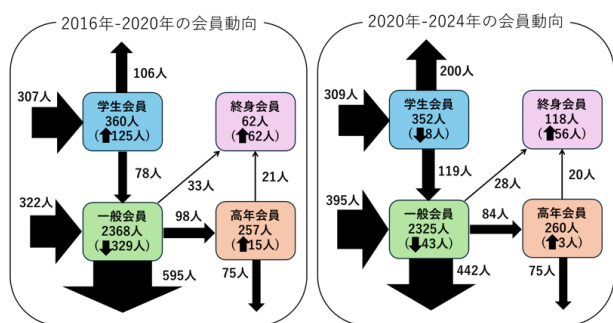 2016年-2020年の会員動向
106人
307人
学生会員
360人
(↑125人)
終身会員
62人
(↑62人)
78人
33人
21人
322人
一般会員
2368人
(↓329人)
98人
高年会員
257人
(↑15人)
595人
75人
2020年-2024年の会員動向
200人
309人
学生会員
352人
(↓8人)
終身会員
118人
(↑56人)
119人
28人
20人
395人
一般会員
2325人
(↓43人)
84人
高年会員
260人
(↑3人)
442人
75人